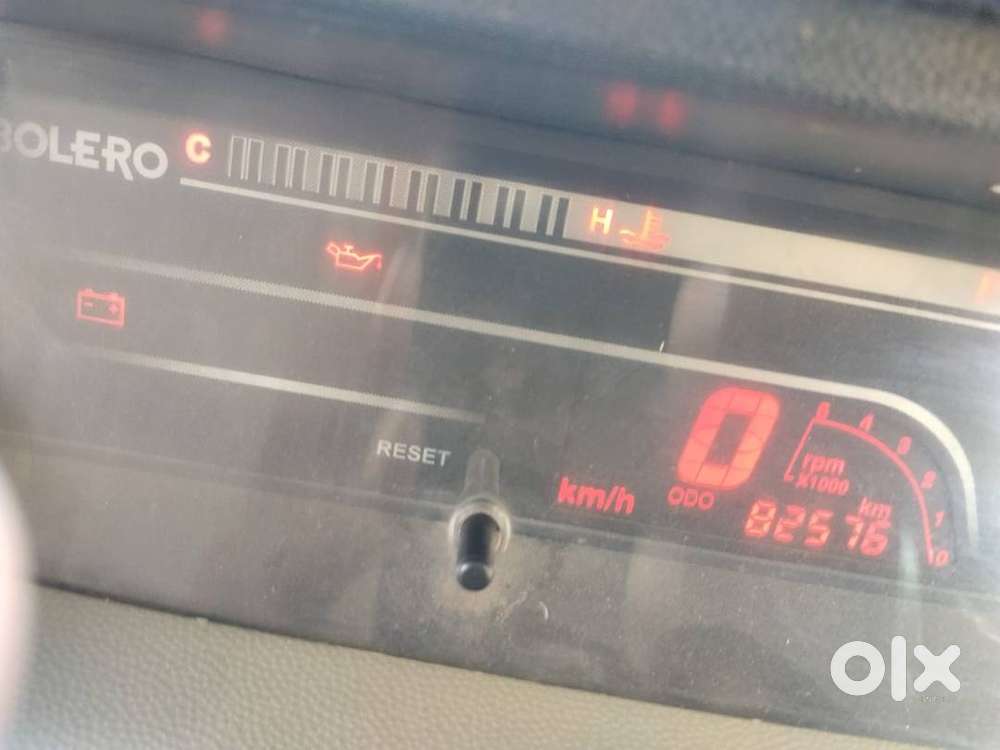 BOLERO
C H
RESET
0
km/h
ODO
rpm
X1000
km
82576
olx